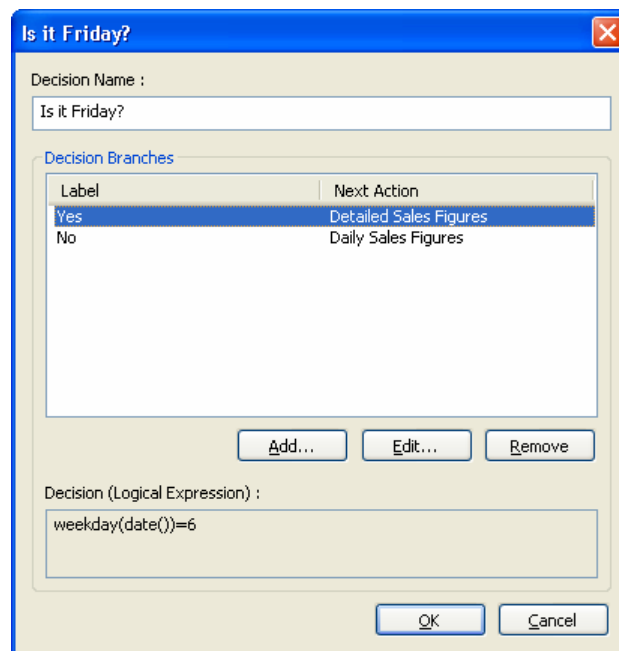 Is it Friday?
Decision Name :
Is it Friday?
Decision Branches
Label Next Action
Yes Detailed Sales Figures
No Daily Sales Figures
Add... Edit... Remove
Decision (Logical Expression) :
weekday(date())=6
OK Cancel